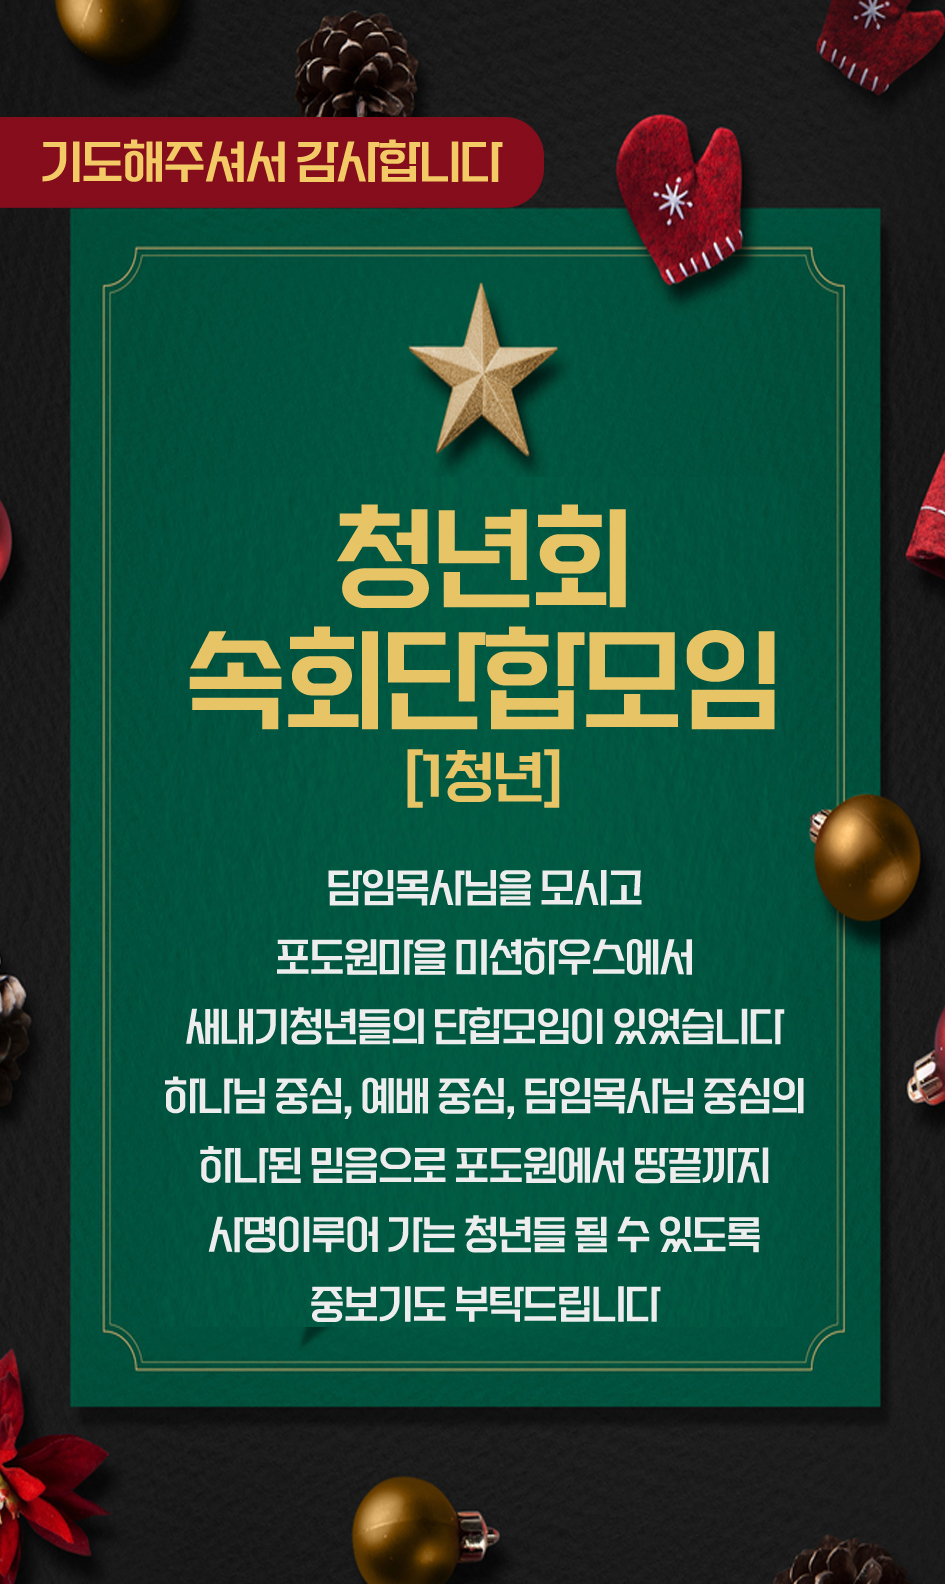 기도해주셔서 감사합니다
청년회
속회단합모임
[1청년]
담임목사님을 모시고
포도원마을 미션하우스에서
새내기청년들의 단합모임이 있었습니다
하나님 중심, 예배 중심, 담임목사님 중심의
하나된 믿음으로 포도원에서 땅끝까지
사명이루어 가는 청년들 될 수 있도록
중보기도 부탁드립니다